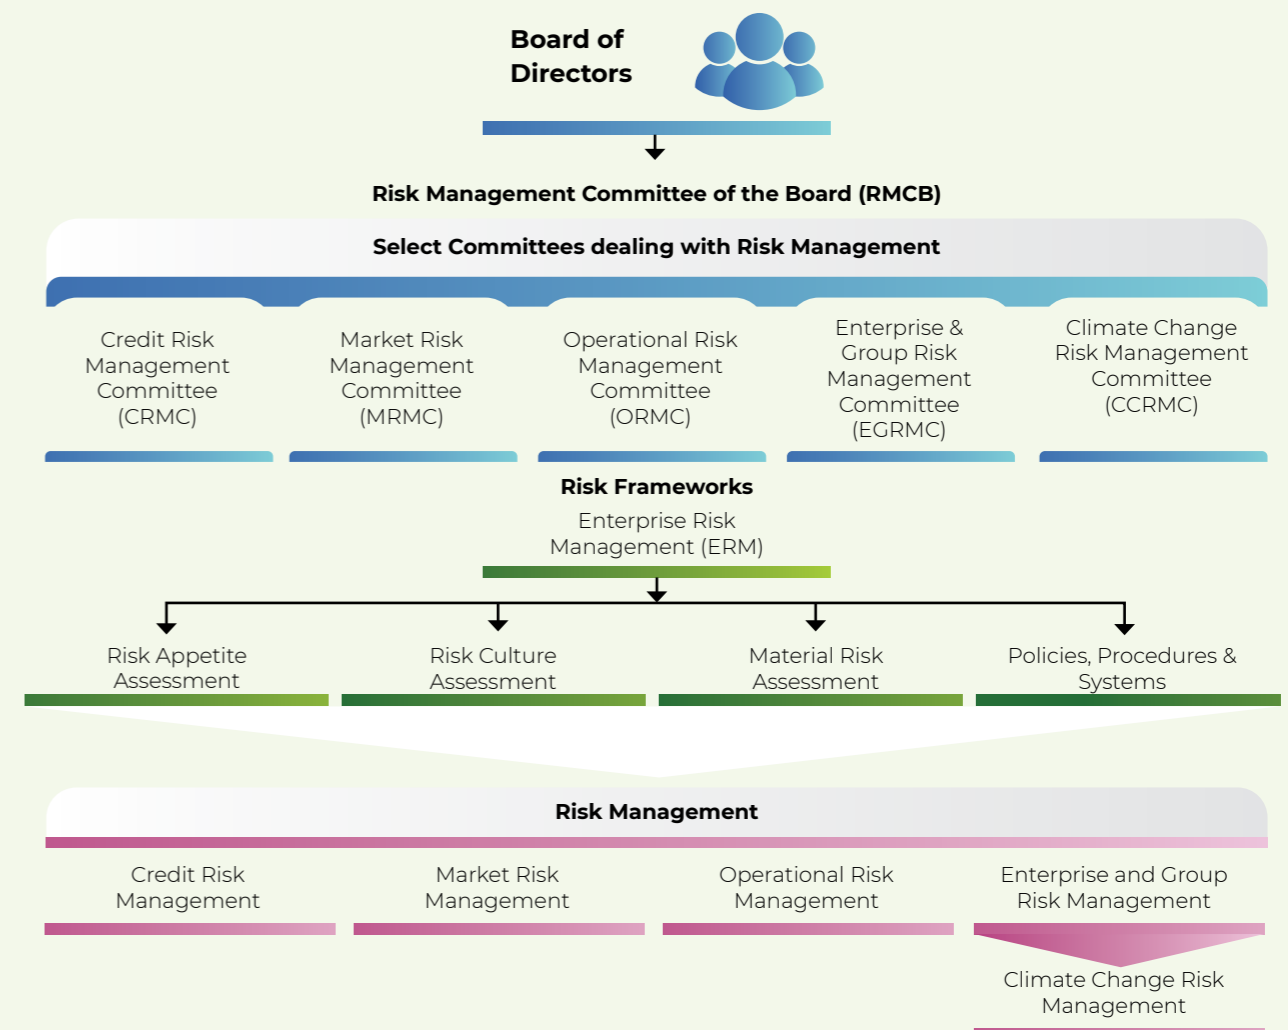 Board of
Directors
Risk Management Committee of the Board (RMCB)
Select Committees dealing with Risk Management
Credit Risk
Management
Committee
(CRMC)
Market Risk
Management
Committee
(MRMC)
Operational Risk
Management
Committee
(ORMC)
Enterprise &
Group Risk
Management
Committee
(EGRMC)
Climate Change
Risk Management
Committee
(CCRMC)
Risk Frameworks
Enterprise Risk
Management (ERM)
Risk Appetite
Assessment
Risk Culture
Assessment
Material Risk
Assessment
Policies, Procedures &
Systems
Risk Management
Credit Risk
Management
Market Risk
Management
Operational Risk
Management
Enterprise and Group
Risk Management
Climate Change Risk
Management